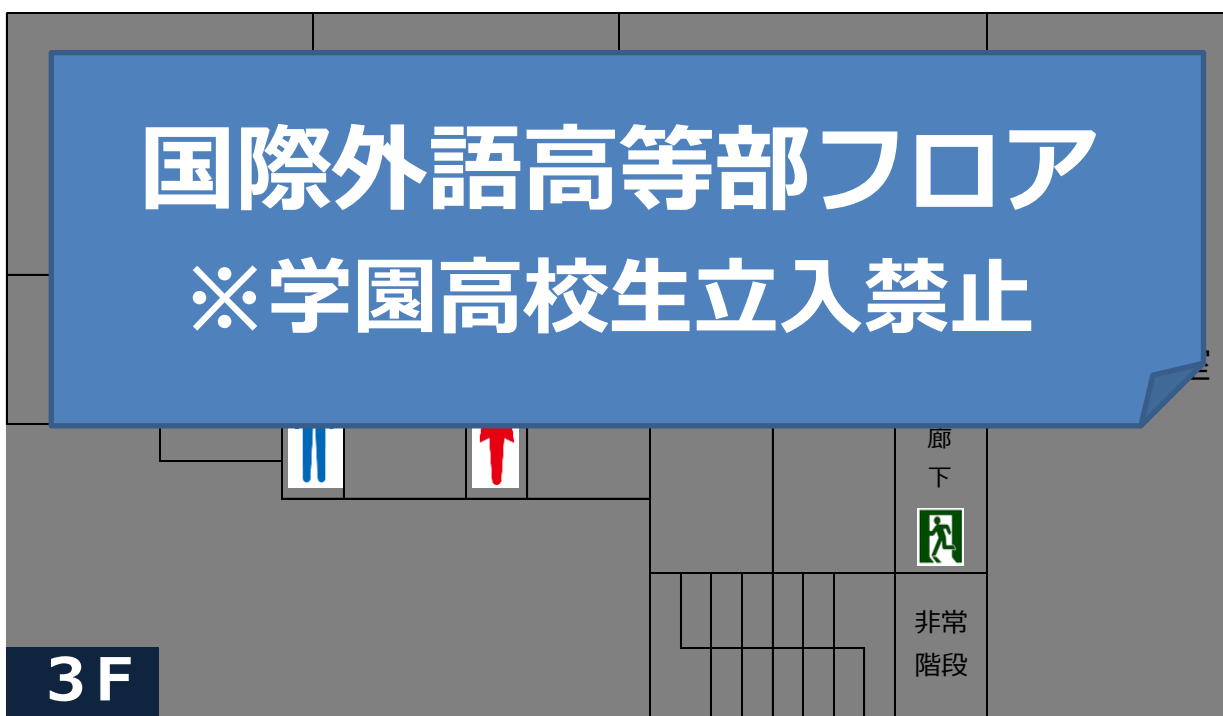 国際外語高等部フロア
※学園高校生立入禁止
廊
下
非常
階段
３Ｆ